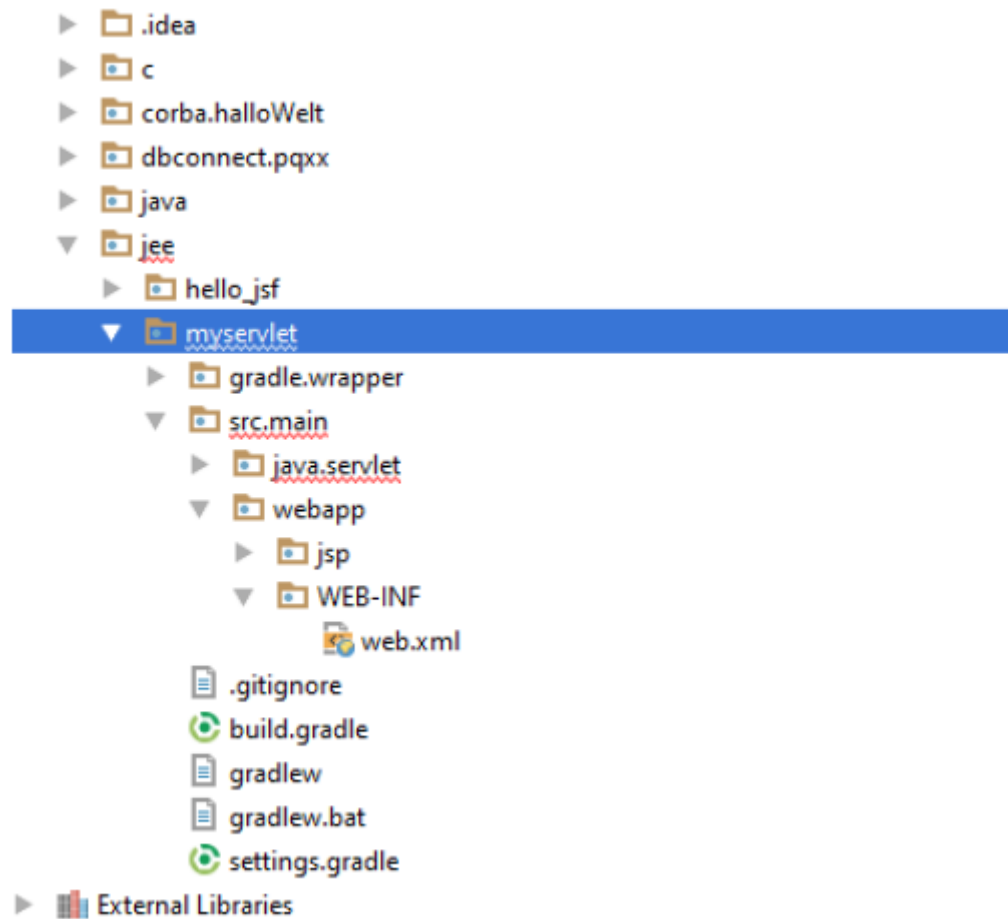 .idea
c
corba.halloWelt
dbconnect.pqxx
java
jee
hello_jsf
myservlet
gradle.wrapper
src.main
java.servlet
webapp
jsp
WEB-INF
web.xml
.gitignore
build.gradle
gradlew
gradlew.bat
settings.gradle
External Libraries